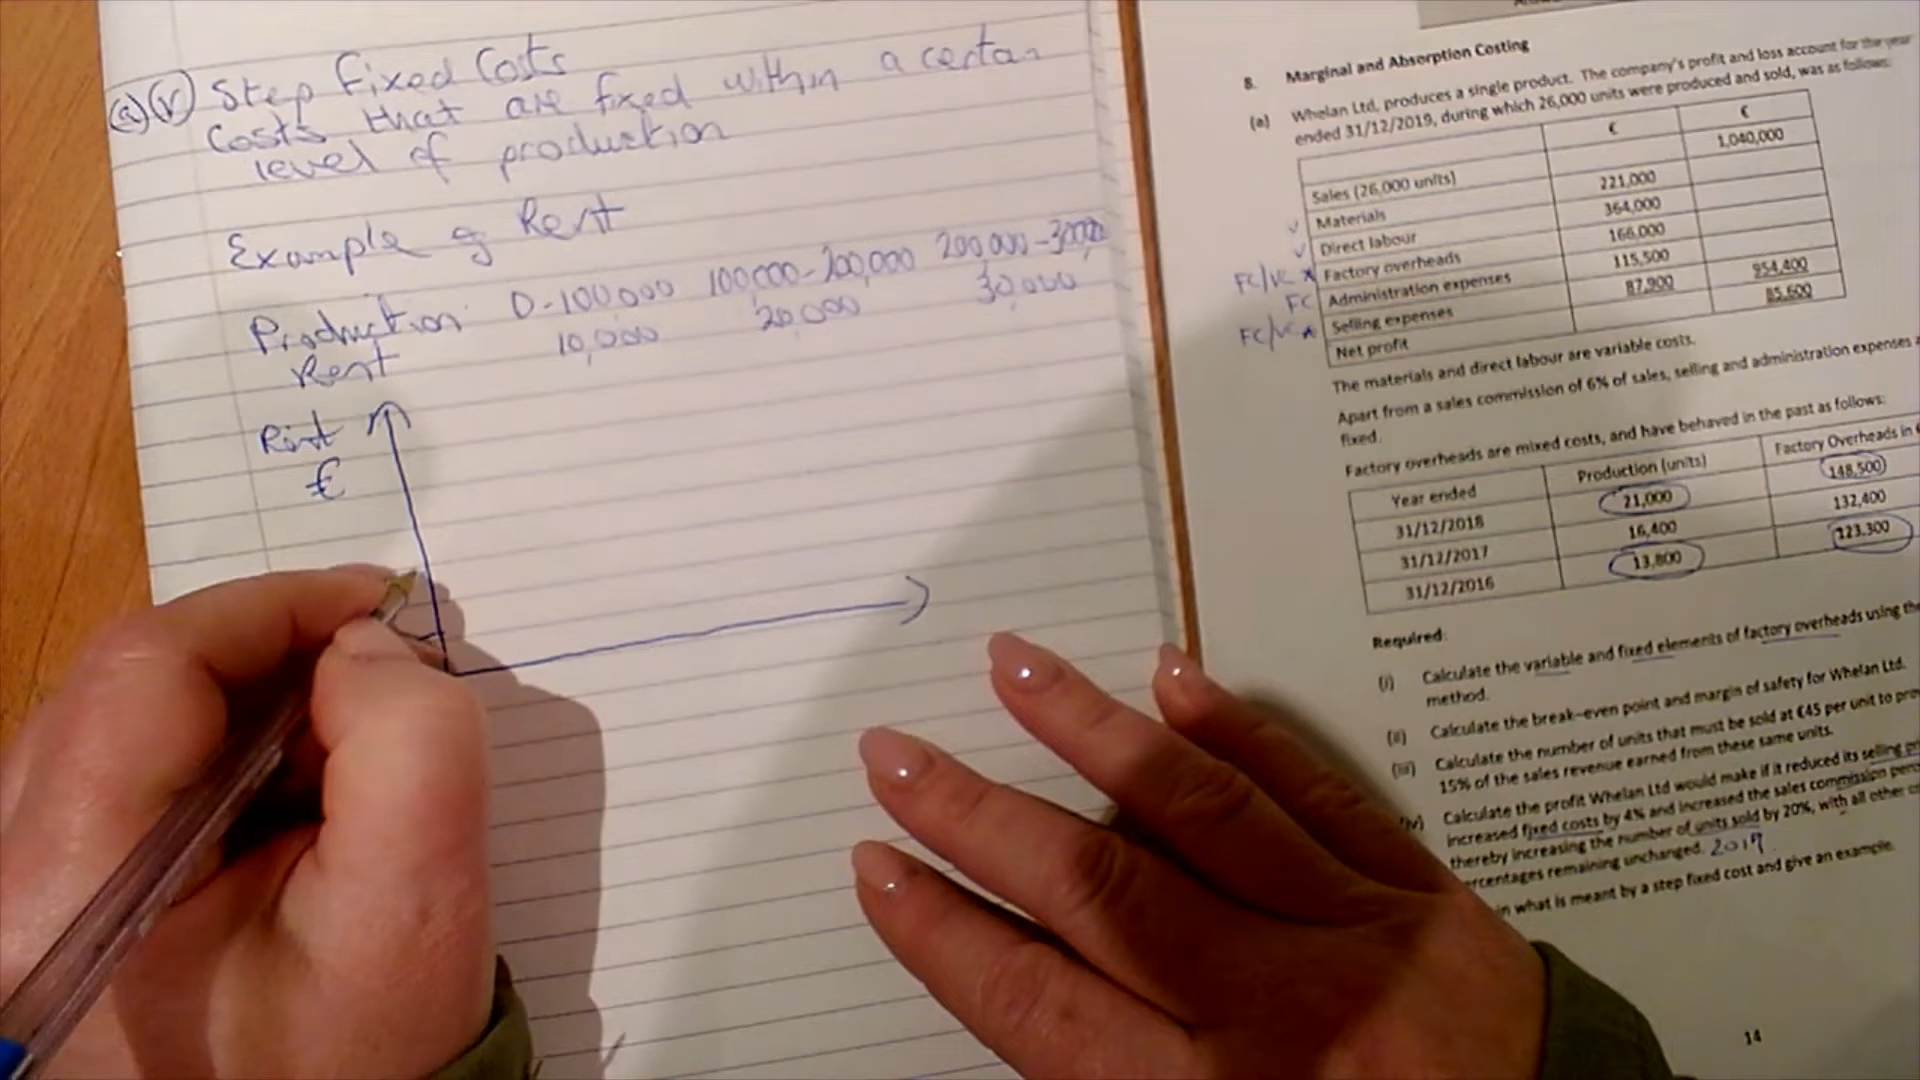 (a)(v) Step Fixed Costs
Costs that are fixed within a certain
level of production
Example of Rent
Production 0-100,000 100,000-200,000 200,000-300,000
Rent 10,000 20,000 30,000
Rent
€
8. Marginal and Absorption Costing
(a) Whelan Ltd, produces a single product. The company's profit and loss account for the year
ended 31/12/2019, during which 26,000 units were produced and sold, was as follows:
€ €
Sales (26,000 units) 1,040,000
Materials 221,000
Direct labour 364,000
FC/VC Factory overheads 166,000
FC Administration expenses 115,500
FC/VC Selling expenses 87,900 954,400
Net profit 85,600
The materials and direct labour are variable costs.
Apart from a sales commission of 6% of sales, selling and administration expenses
fixed.
Factory overheads are mixed costs, and have behaved in the past as follows:
Year ended Production (units) Factory Overheads in
31/12/2018 21,000 148,500
31/12/2017 16,400 132,400
31/12/2016 13,800 123,300
Required:
(i) Calculate the variable and fixed elements of factory overheads using the
method.
(ii) Calculate the break–even point and margin of safety for Whelan Ltd.
(iii) Calculate the number of units that must be sold at €45 per unit to
15% of the sales revenue earned from these same units.
Calculate the profit Whelan Ltd would make if it reduced its selling
increased fixed costs by 4% and increased the sales commission
thereby increasing the number of units sold by 20%, with all other
remaining unchanged. 2019
what is meant by a step fixed cost and give an example.
14